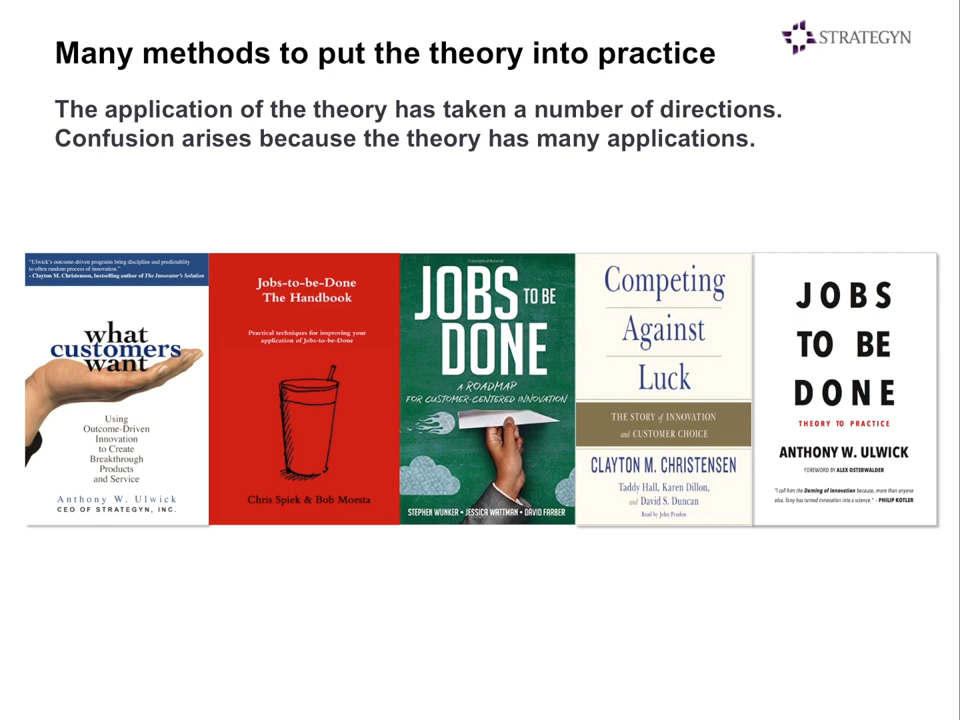 Many methods to put the theory into practice
STRATEGYN
The application of the theory has taken a number of directions.
Confusion arises because the theory has many applications.
"Ulwick's outcome-driven programs bring discipline and predictability
to often random process of innovation."
- Clayton M. Christensen, bestselling author of The Innovator's Solution
what
customers
want
Using
Outcome-Driven
Innovation
to Create
Breakthrough
Products
and Service
Anthony W. Ulwick
CEO OF STRATEGYN, INC.
Jobs-to-be-Done
The Handbook
Practical techniques for improving your
application of Jobs-to-be-Done
Chris Spiek & Bob Moesta
JOBS
TO BE
DONE
A ROADMAP
FOR CUSTOMER-CENTERED INNOVATION
STEPHEN WUNKER • JESSICA WATTMAN • DAVID FARBER
Competing
Against
Luck
THE STORY of INNOVATION
and CUSTOMER CHOICE
CLAYTON M. CHRISTENSEN
Taddy Hall, Karen Dillon,
and David S. Duncan
Read by John Pruden
JOBS
TO BE
DONE
THEORY TO PRACTICE
ANTHONY W. ULWICK
FOREWORD BY ALEX OSTERWALDER
"I call him the Deming of Innovation because, more than anyone
else, Tony has turned innovation into a science." - PHILIP KOTLER